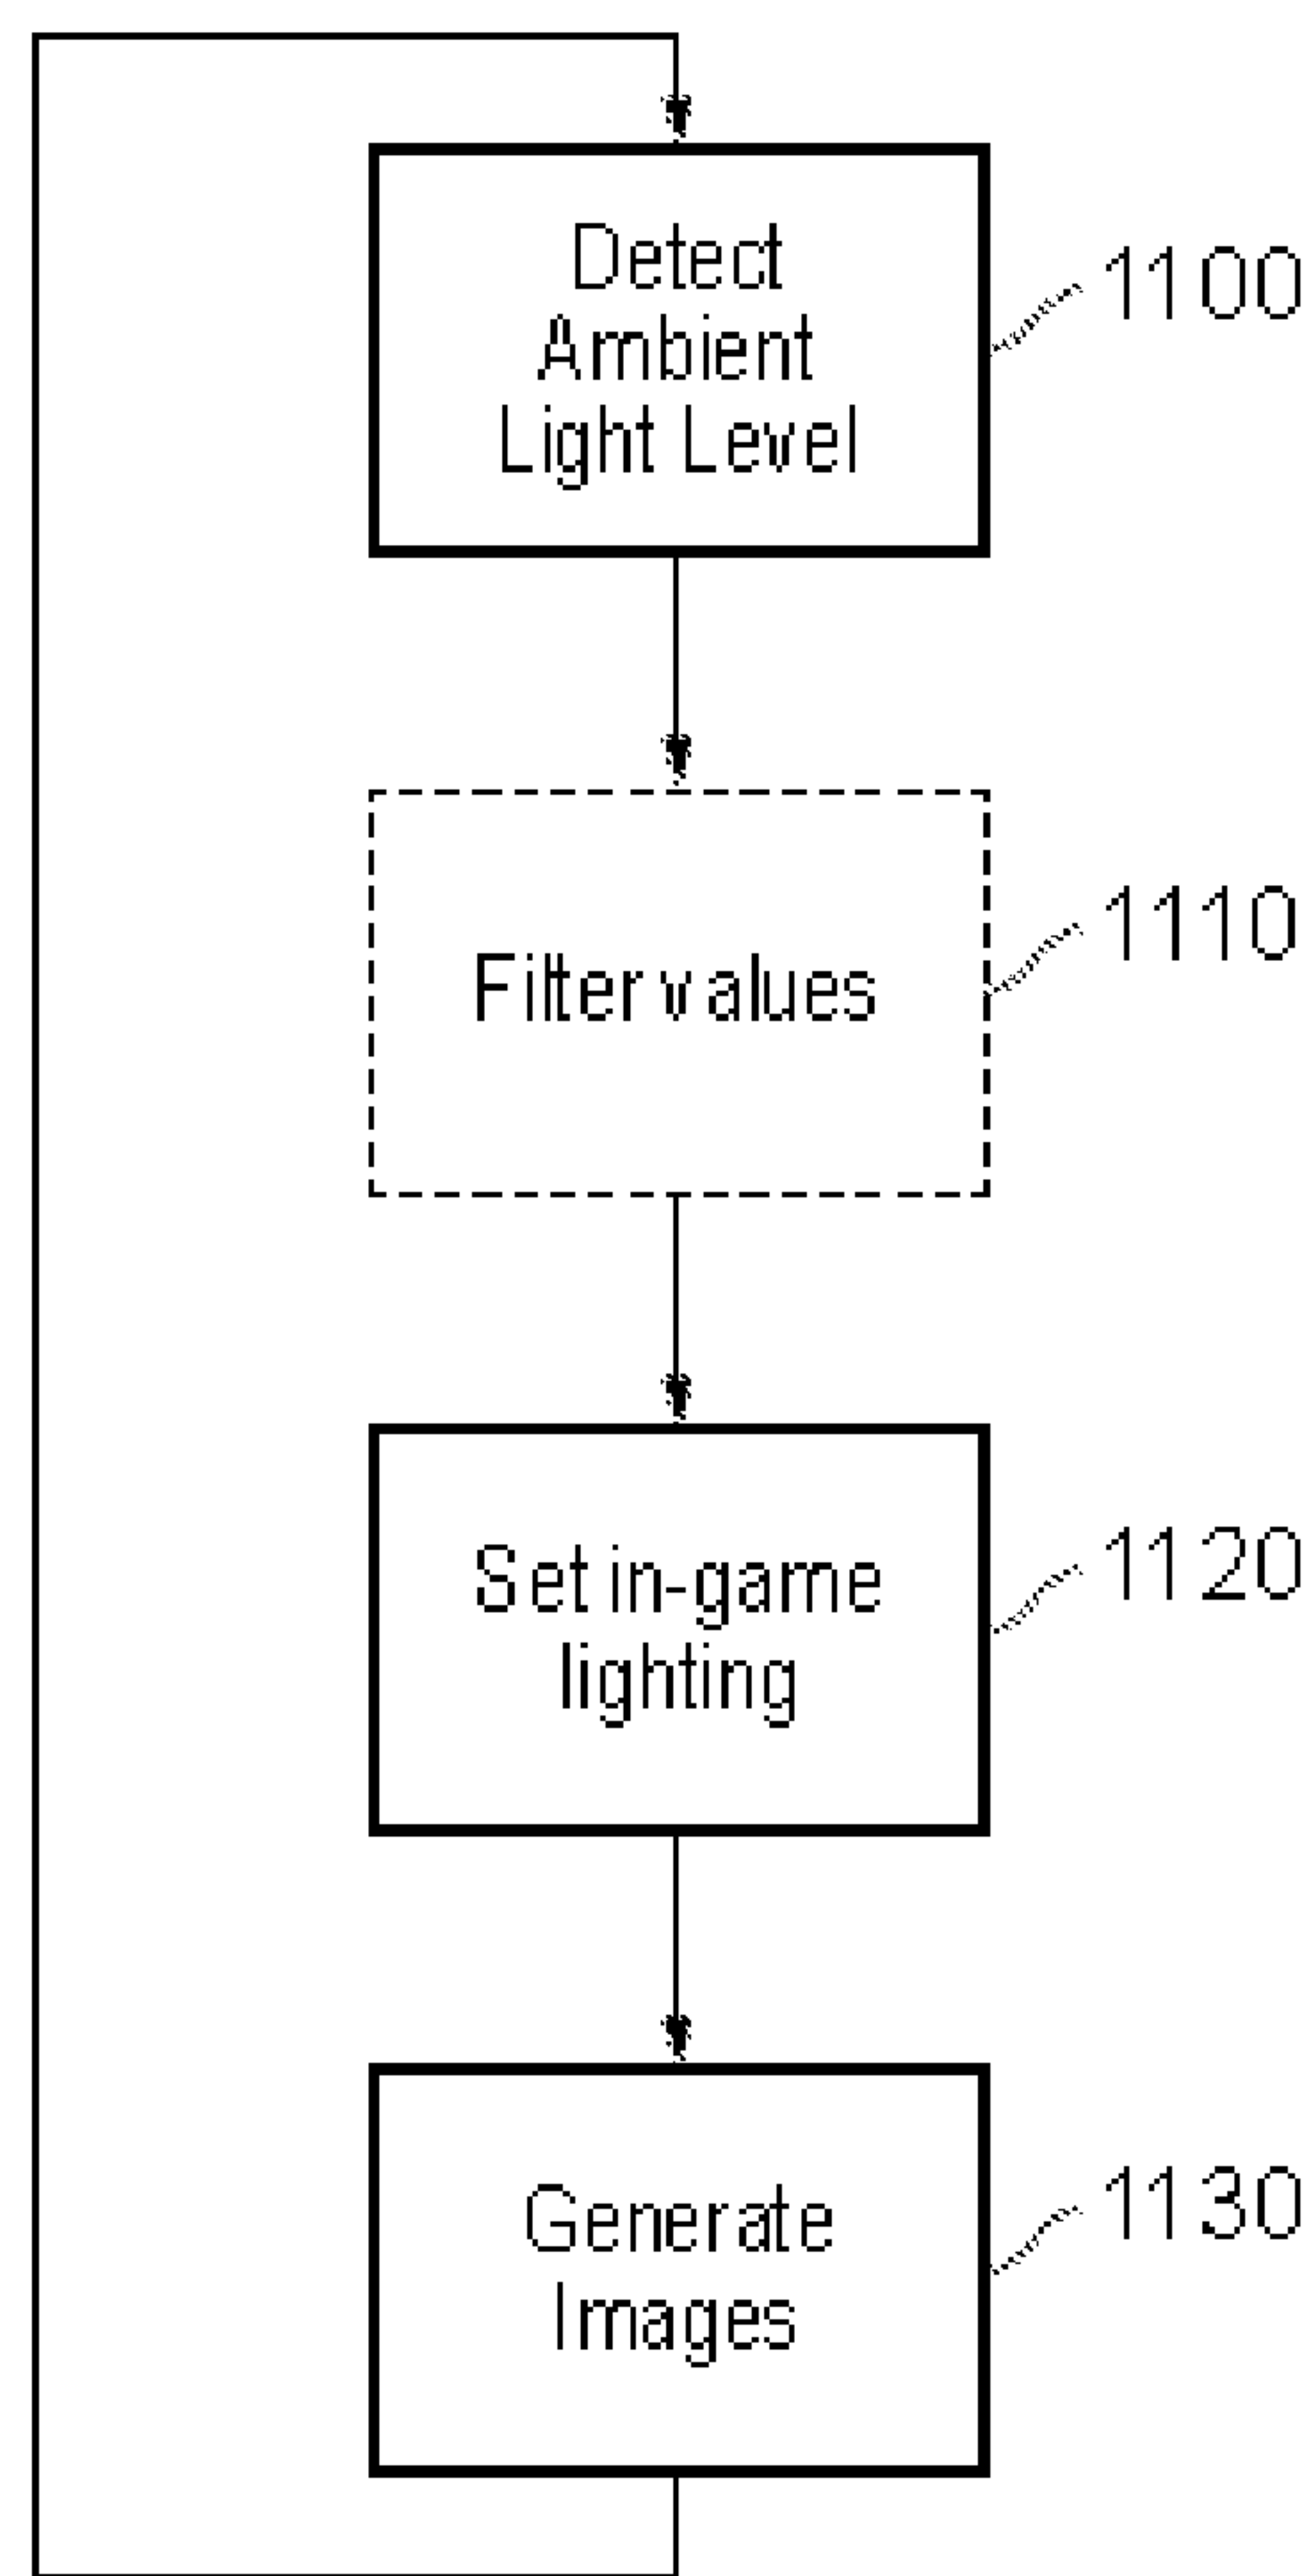 Detect
Ambient
Light Level
1100
Filter values
1110
Set in-game
lighting
1120
Generate
Images
1130